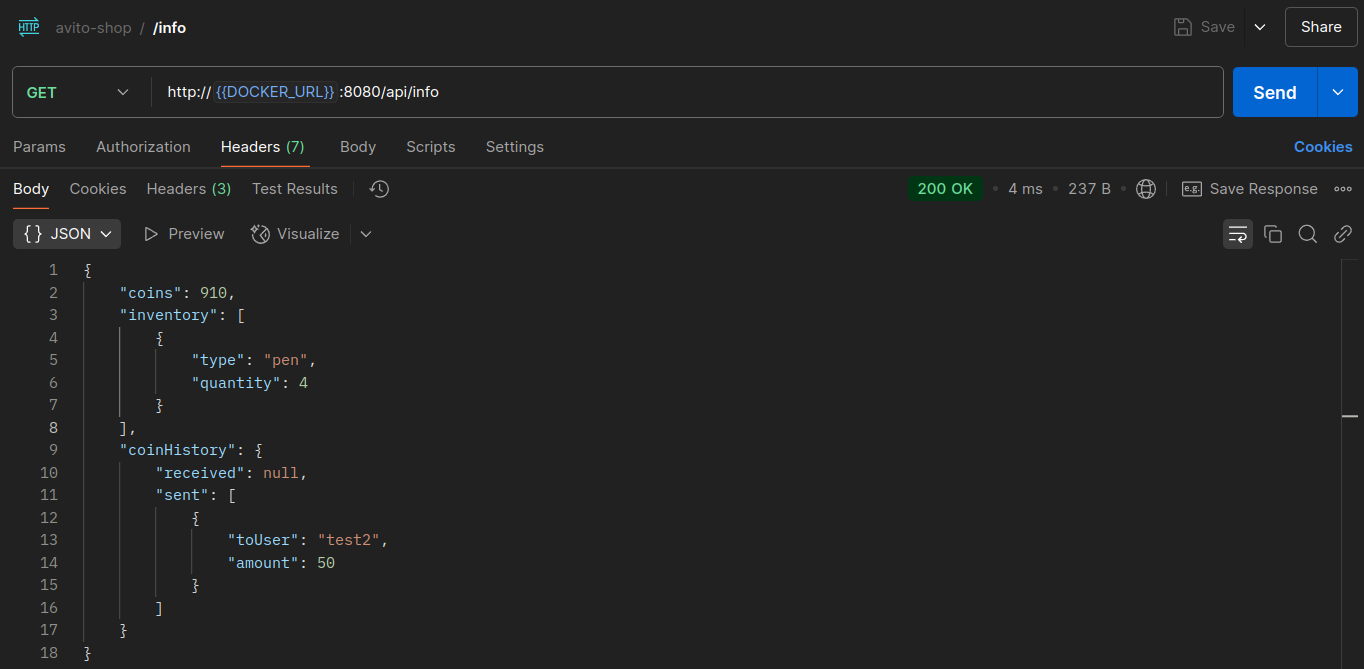 HTTP avito-shop / /info Save Share
GET http://{{DOCKER_URL}}:8080/api/info Send
Params Authorization Headers (7) Body Scripts Settings Cookies
Body Cookies Headers (3) Test Results 200 OK • 4 ms • 237 B • e.g. Save Response
{} JSON Preview Visualize
1 {
2 "coins": 910,
3 "inventory": [
4 {
5 "type": "pen",
6 "quantity": 4
7 }
8 ],
9 "coinHistory": {
10 "received": null,
11 "sent": [
12 {
13 "toUser": "test2",
14 "amount": 50
15 }
16 ]
17 }
18 }